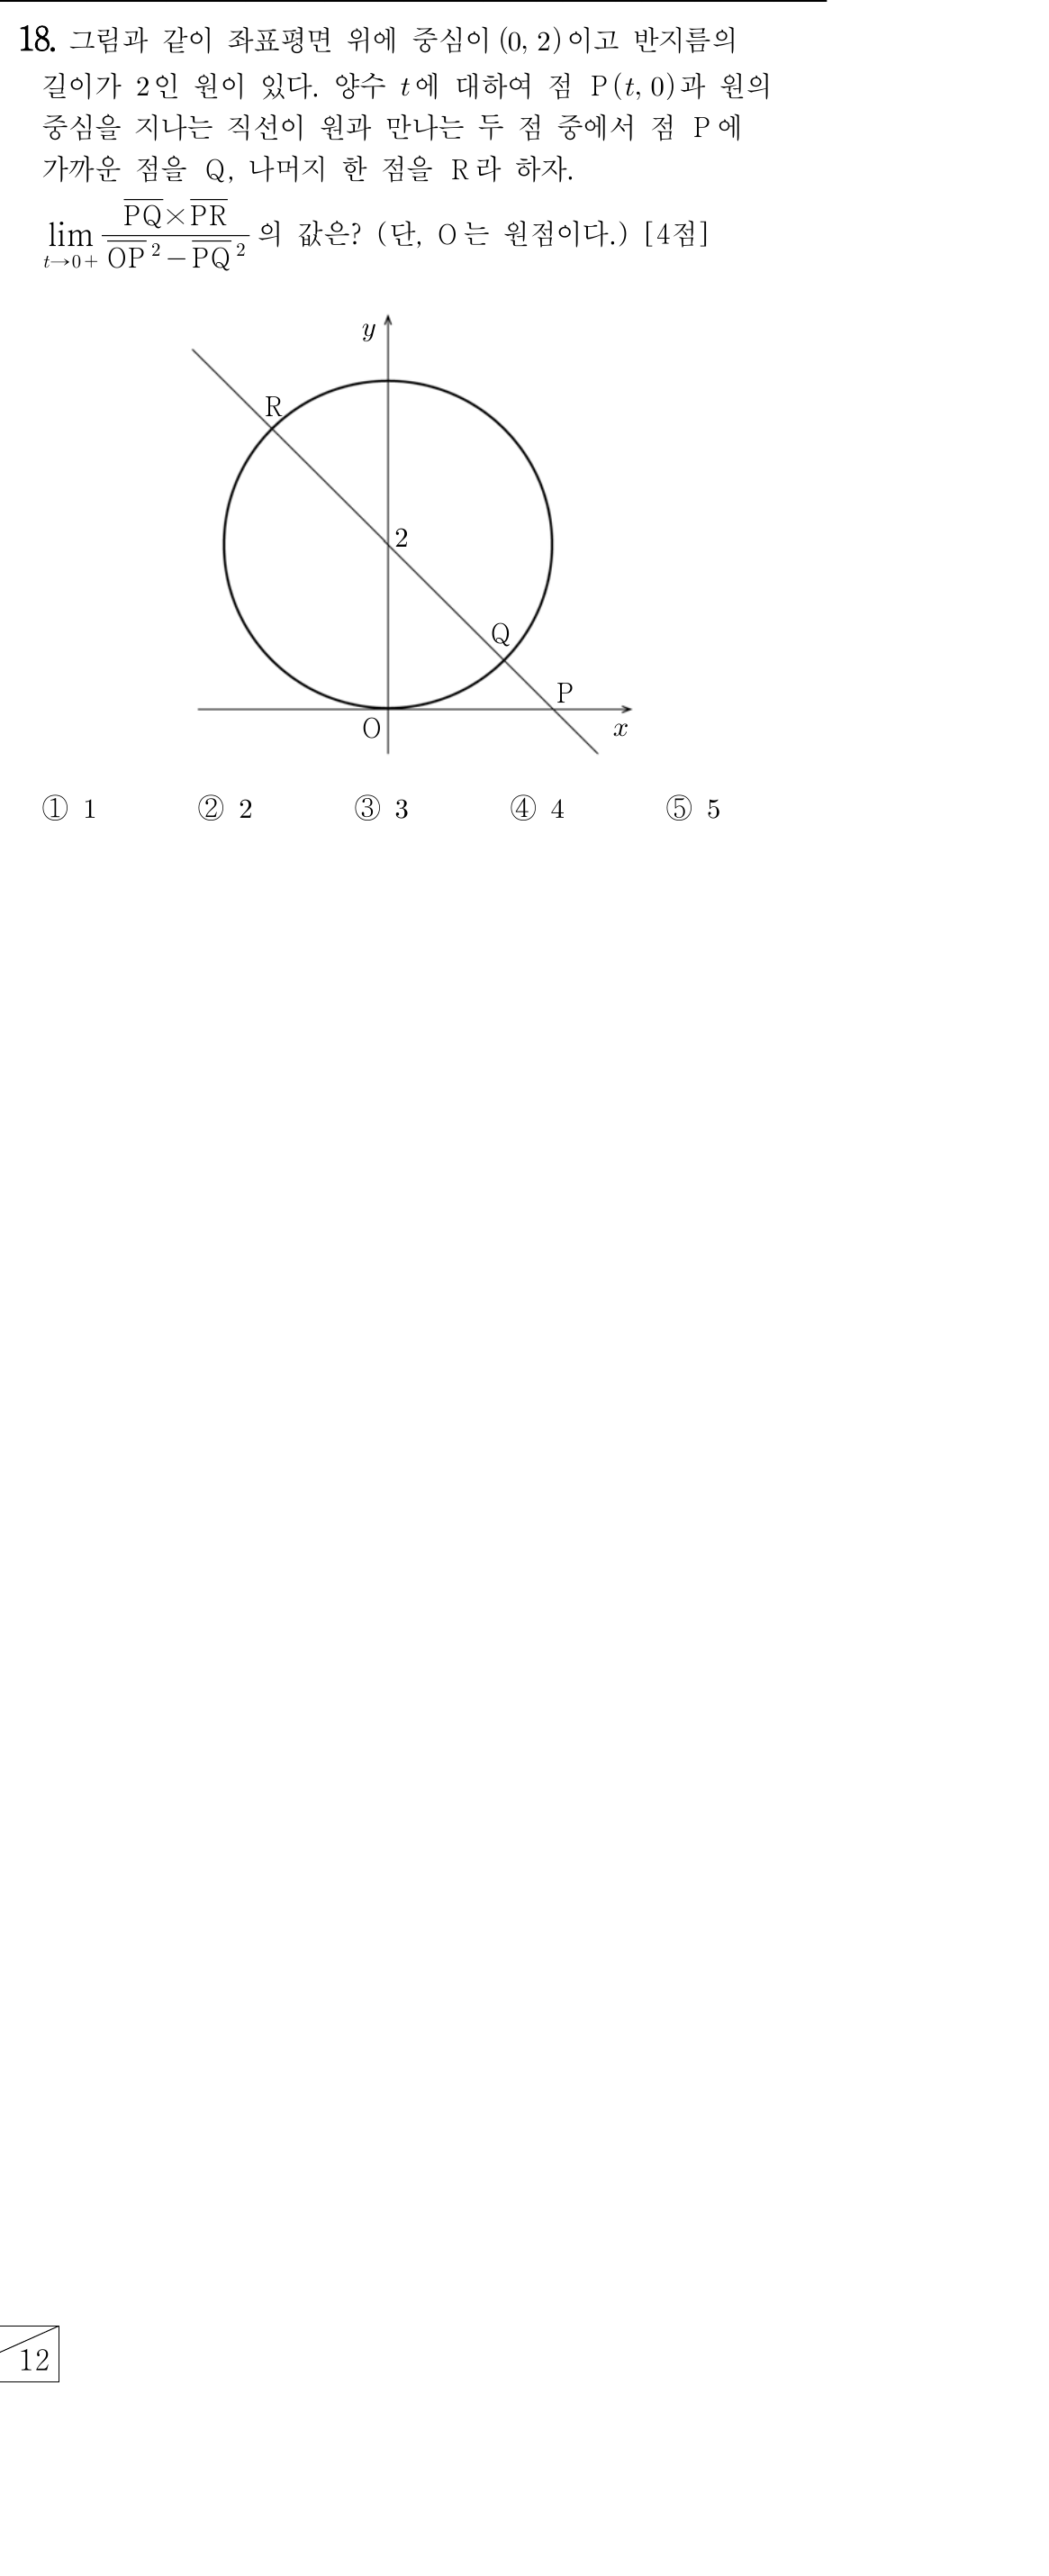 18. 그림과 같이 좌표평면 위에 중심이 (0, 2)이고 반지름의
길이가 2인 원이 있다. 양수 t에 대하여 점 P(t, 0)과 원의
중심을 지나는 직선이 원과 만나는 두 점 중에서 점 P에
가까운 점을 Q, 나머지 한 점을 R라 하자.
$\lim_{t \to 0+} \frac{\overline{PQ} \times \overline{PR}}{\overline{OP}^2 - \overline{PQ}^2}$의 값은? (단, O는 원점이다.) [4점]
y
R
2
Q
P
O
x
① 1 ② 2 ③ 3 ④ 4 ⑤ 5
12